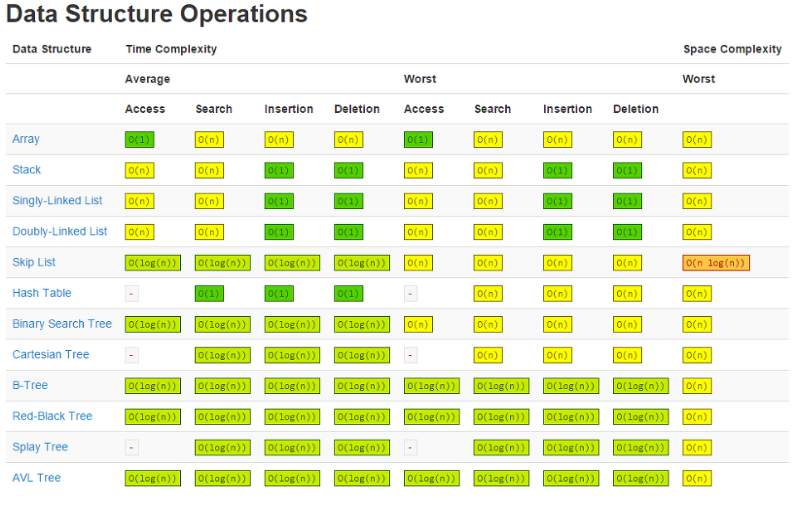 Data Structure Operations
Data Structure Time Complexity Space Complexity
Average Worst Worst
Access Search Insertion Deletion Access Search Insertion Deletion
Array O(1) O(n) O(n) O(n) O(1) O(n) O(n) O(n) O(n)
Stack O(n) O(n) O(1) O(1) O(n) O(n) O(1) O(1) O(n)
Singly-Linked List O(n) O(n) O(1) O(1) O(n) O(n) O(1) O(1) O(n)
Doubly-Linked List O(n) O(n) O(1) O(1) O(n) O(n) O(1) O(1) O(n)
Skip List O(log(n)) O(log(n)) O(log(n)) O(log(n)) O(n) O(n) O(n) O(n) O(n log(n))
Hash Table - O(1) O(1) O(1) - O(n) O(n) O(n) O(n)
Binary Search Tree O(log(n)) O(log(n)) O(log(n)) O(log(n)) O(n) O(n) O(n) O(n) O(n)
Cartesian Tree - O(log(n)) O(log(n)) O(log(n)) - O(n) O(n) O(n) O(n)
B-Tree O(log(n)) O(log(n)) O(log(n)) O(log(n)) O(log(n)) O(log(n)) O(log(n)) O(log(n)) O(n)
Red-Black Tree O(log(n)) O(log(n)) O(log(n)) O(log(n)) O(log(n)) O(log(n)) O(log(n)) O(log(n)) O(n)
Splay Tree - O(log(n)) O(log(n)) O(log(n)) - O(log(n)) O(log(n)) O(log(n)) O(n)
AVL Tree O(log(n)) O(log(n)) O(log(n)) O(log(n)) O(log(n)) O(log(n)) O(log(n)) O(log(n)) O(n)